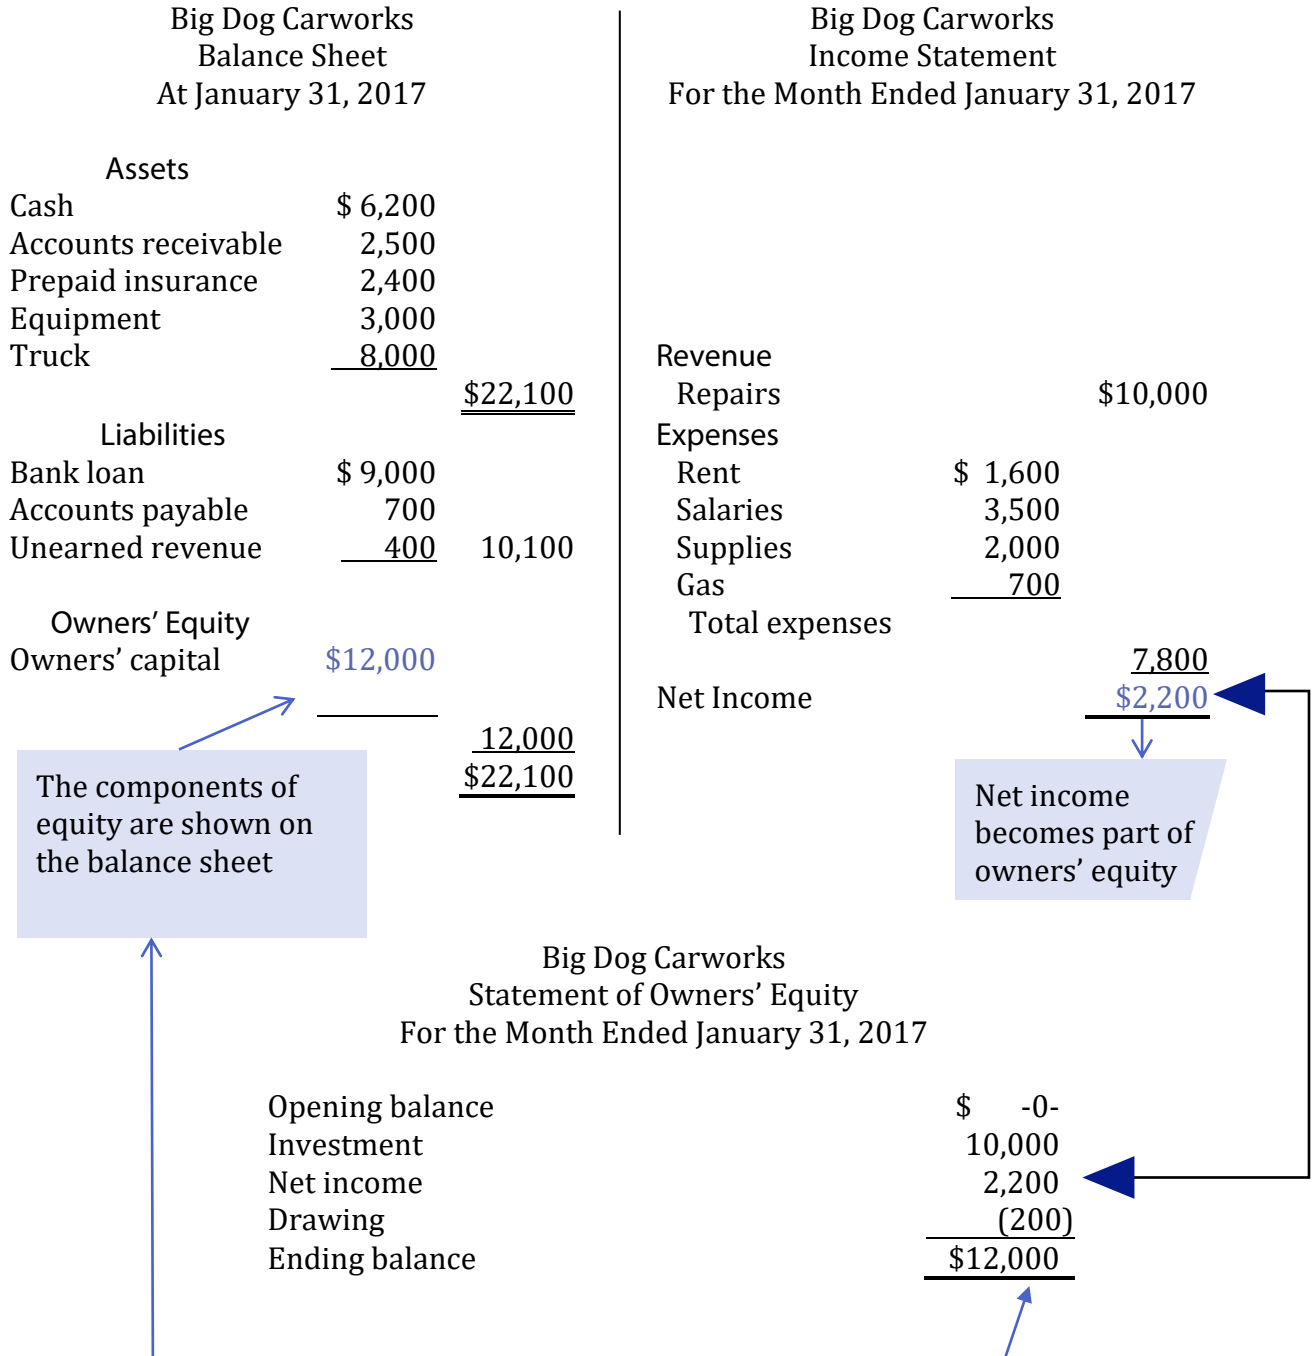 Big Dog Carworks
Balance Sheet
At January 31, 2017
Assets
Cash $ 6,200
Accounts receivable 2,500
Prepaid insurance 2,400
Equipment 3,000
Truck 8,000
$22,100
Liabilities
Bank loan $ 9,000
Accounts payable 700
Unearned revenue 400 10,100
Owners’ Equity
Owners’ capital $12,000
12,000
$22,100
The components of
equity are shown on
the balance sheet
Big Dog Carworks
Income Statement
For the Month Ended January 31, 2017
Revenue
Repairs $10,000
Expenses
Rent $ 1,600
Salaries 3,500
Supplies 2,000
Gas 700
Total expenses
7,800
Net Income $2,200
Net income
becomes part of
owners’ equity
Big Dog Carworks
Statement of Owners’ Equity
For the Month Ended January 31, 2017
Opening balance $ -0-
Investment 10,000
Net income 2,200
Drawing (200)
Ending balance $12,000